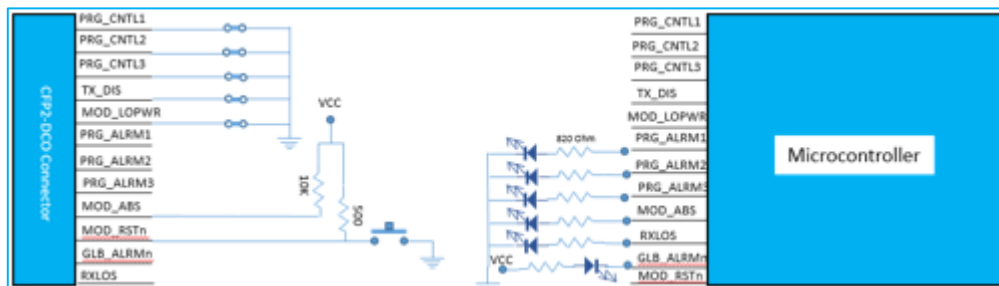 CFP2-DCO Connector
PRG_CNTL1
PRG_CNTL2
PRG_CNTL3
TX_DIS
MOD_LOPWR
PRG_ALRM1
PRG_ALRM2
PRG_ALRM3
MOD_ABS
MOD_RSTn
GLB_ALRMn
RXLOS
VCC
10K
500
PRG_CNTL1
PRG_CNTL2
PRG_CNTL3
TX_DIS
MOD_LOPWR
820 Ohm
PRG_ALRM1
PRG_ALRM2
PRG_ALRM3
MOD_ABS
RXLOS
VCC
GLB_ALRMn
MOD_RSTn
Microcontroller